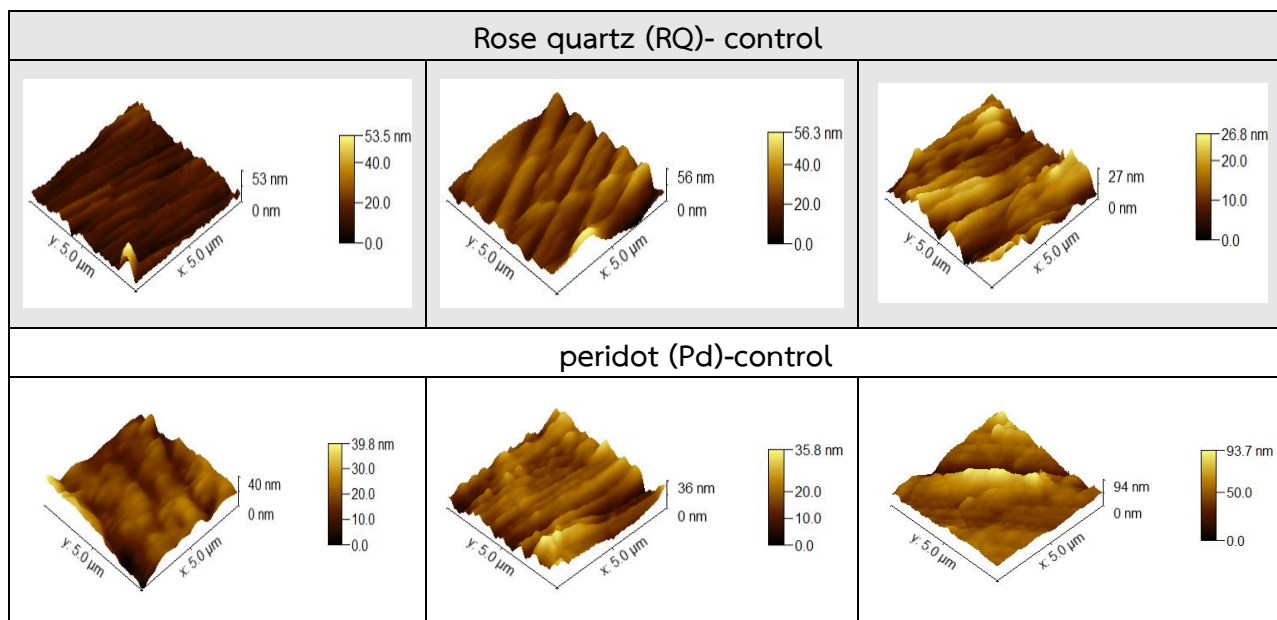 Rose quartz (RQ)- control
53.5 nm
40.0
20.0
0.0
53 nm
0 nm
y: 5.0 µm
x: 5.0 µm
56.3 nm
40.0
20.0
0.0
56 nm
0 nm
y: 5.0 µm
x: 5.0 µm
26.8 nm
20.0
10.0
0.0
27 nm
0 nm
y: 5.0 µm
x: 5.0 µm
peridot (Pd)-control
39.8 nm
30.0
20.0
10.0
0.0
40 nm
0 nm
y: 5.0 µm
x: 5.0 µm
35.8 nm
20.0
10.0
0.0
36 nm
0 nm
y: 5.0 µm
x: 5.0 µm
93.7 nm
50.0
0.0
94 nm
0 nm
y: 5.0 µm
x: 5.0 µm